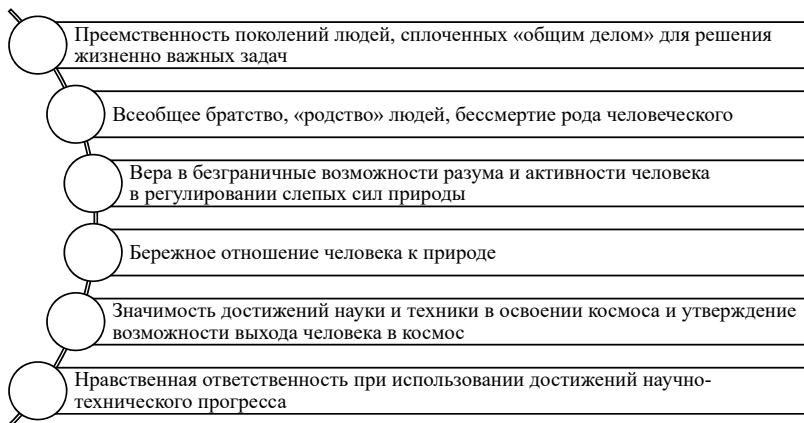 Преемственность поколений людей, сплоченных «общим делом» для решения
жизненно важных задач
Всеобщее братство, «родство» людей, бессмертие рода человеческого
Вера в безграничные возможности разума и активности человека
в регулировании слепых сил природы
Бережное отношение человека к природе
Значимость достижений науки и техники в освоении космоса и утверждение
возможности выхода человека в космос
Нравственная ответственность при использовании достижений научно-
технического прогресса